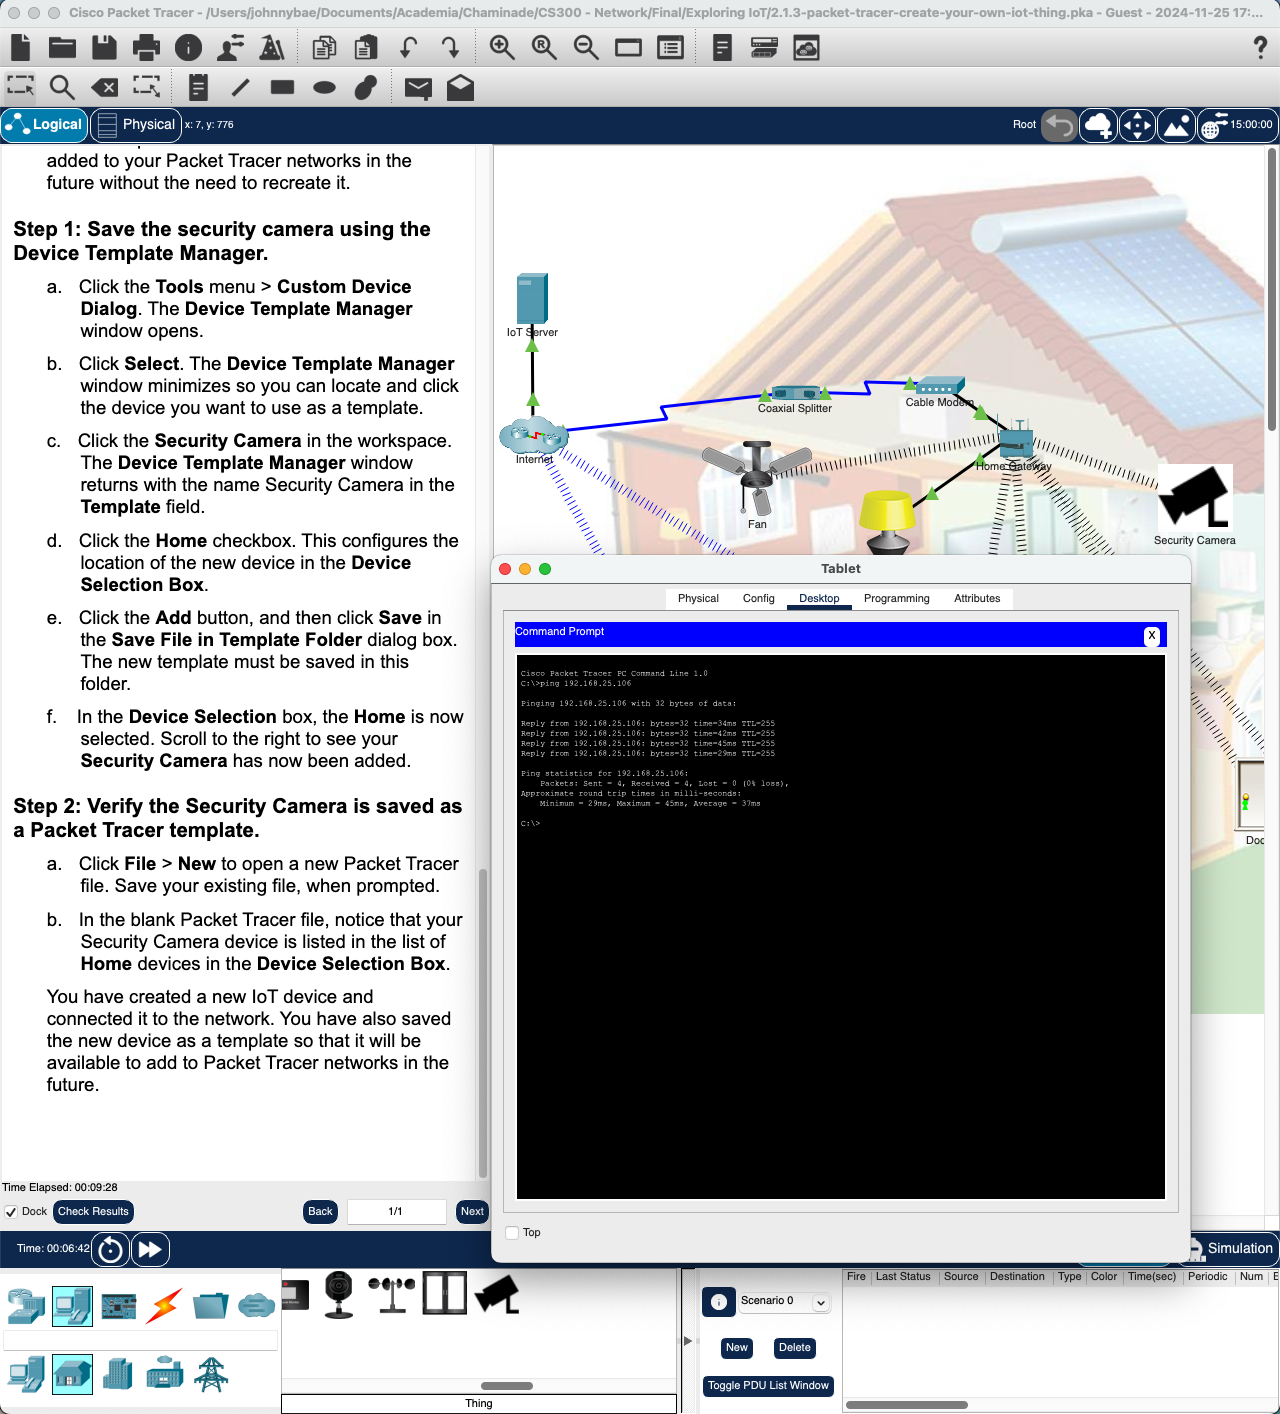 Cisco Packet Tracer - /Users/johnnybae/Documents/Academia/Chaminade/CS300 - Network/Final/Exploring IoT/2.1.3-packet-tracer-create-your-own-iot-thing.pka - Guest - 2024-11-25 17:...
Logical
Physical
x: 7, y: 776
Root
15:00:00
added to your Packet Tracer networks in the
future without the need to recreate it.
Step 1: Save the security camera using the
Device Template Manager.
a. Click the Tools menu > Custom Device
Dialog. The Device Template Manager
window opens.
b. Click Select. The Device Template Manager
window minimizes so you can locate and click
the device you want to use as a template.
c. Click the Security Camera in the workspace.
The Device Template Manager window
returns with the name Security Camera in the
Template field.
d. Click the Home checkbox. This configures the
location of the new device in the Device
Selection Box.
e. Click the Add button, and then click Save in
the Save File in Template Folder dialog box.
The new template must be saved in this
folder.
f. In the Device Selection box, the Home is now
selected. Scroll to the right to see your
Security Camera has now been added.
Step 2: Verify the Security Camera is saved as
a Packet Tracer template.
a. Click File > New to open a new Packet Tracer
file. Save your existing file, when prompted.
b. In the blank Packet Tracer file, notice that your
Security Camera device is listed in the list of
Home devices in the Device Selection Box.
You have created a new IoT device and
connected it to the network. You have also saved
the new device as a template so that it will be
available to add to Packet Tracer networks in the
future.
Time Elapsed: 00:09:28
Dock
Check Results
Back
1/1
Next
IoT Server
Internet
Coaxial Splitter
Cable Modem
Home Gateway
Fan
Security Camera
Doo
Tablet
Physical
Config
Desktop
Programming
Attributes
Command Prompt
X
Cisco Packet Tracer PC Command Line 1.0
C:\>ping 192.168.25.106
Pinging 192.168.25.106 with 32 bytes of data:
Reply from 192.168.25.106: bytes=32 time=34ms TTL=255
Reply from 192.168.25.106: bytes=32 time=42ms TTL=255
Reply from 192.168.25.106: bytes=32 time=45ms TTL=255
Reply from 192.168.25.106: bytes=32 time=29ms TTL=255
Ping statistics for 192.168.25.106:
Packets: Sent = 4, Received = 4, Lost = 0 (0% loss),
Approximate round trip times in milli-seconds:
Minimum = 29ms, Maximum = 45ms, Average = 37ms
C:\>
Top
Time: 00:06:42
Simulation
Thing
Scenario 0
New
Delete
Toggle PDU List Window
Fire
Last Status
Source
Destination
Type
Color
Time(sec)
Periodic
Num
E